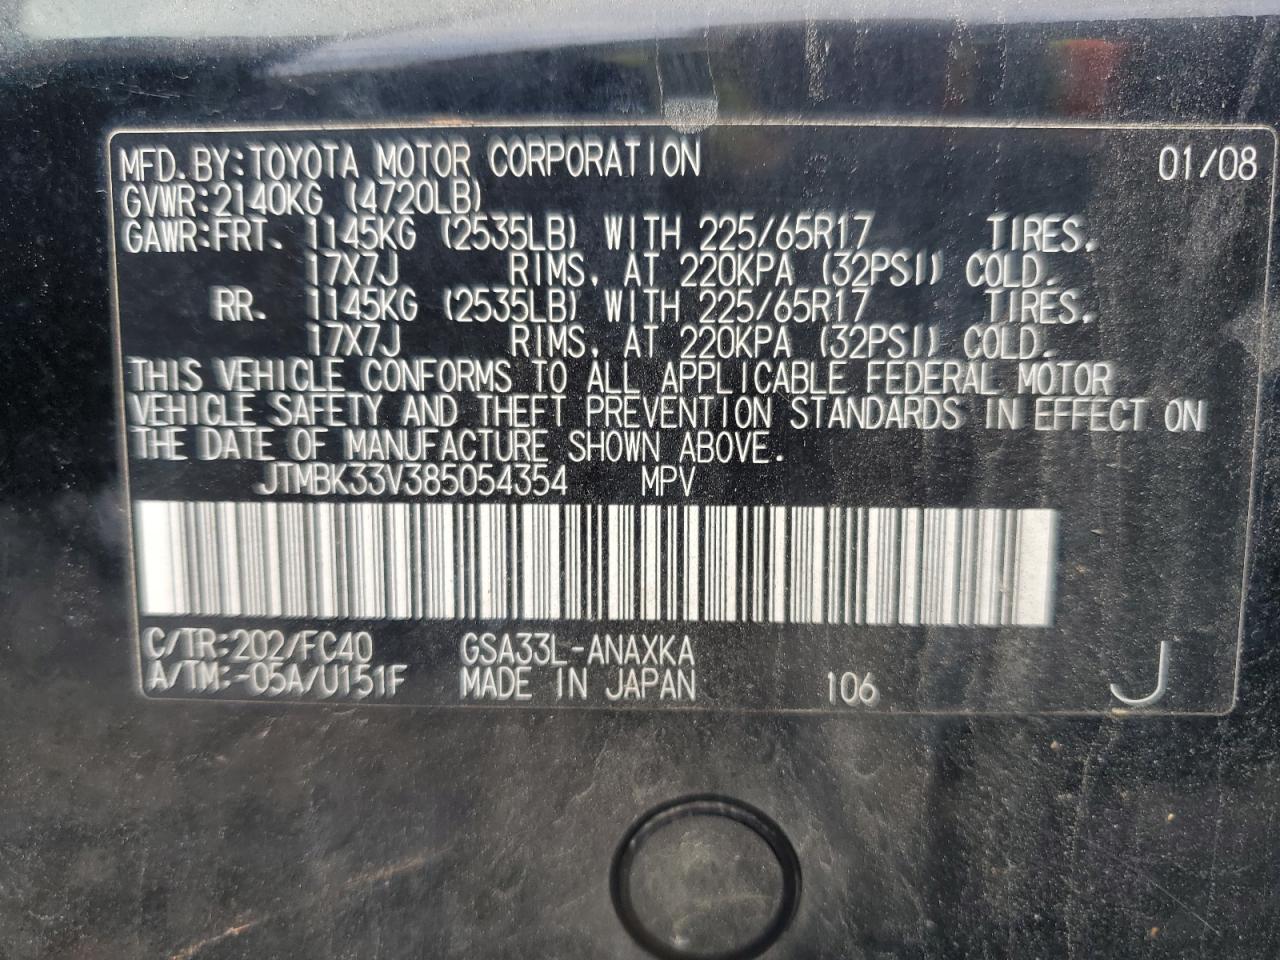 MFD. BY: TOYOTA MOTOR CORPORATION 01/08
GVWR: 2140KG (4720LB)
GAWR: FRT. 1145KG (2535LB) WITH 225/65R17 TIRES,
17X7J RIMS, AT 220KPA (32PSI) COLD.
RR. 1145KG (2535LB) WITH 225/65R17 TIRES,
17X7J RIMS, AT 220KPA (32PSI) COLD.
THIS VEHICLE CONFORMS TO ALL APPLICABLE FEDERAL MOTOR
VEHICLE SAFETY AND THEFT PREVENTION STANDARDS IN EFFECT ON
THE DATE OF MANUFACTURE SHOWN ABOVE.
JTMBK33V385054354 MPV
C/TR: 202/FC40 GSA33L-ANAXKA
A/TM: -05A/U151F MADE IN JAPAN 106 J